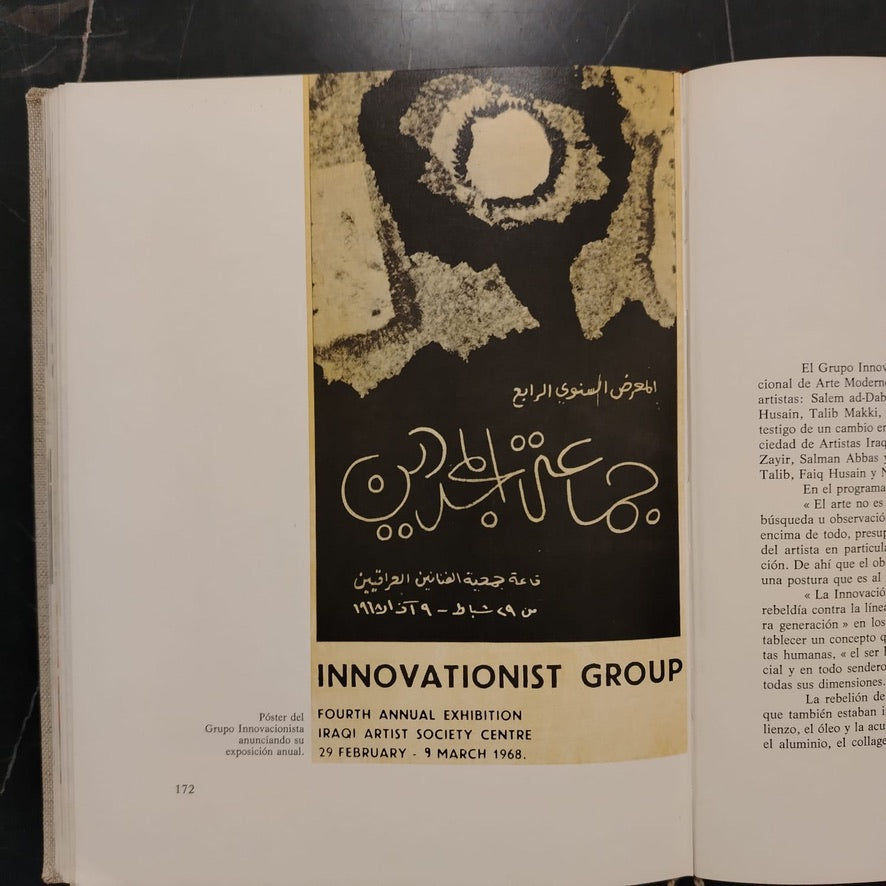 المعرض السنوي الرابع
جماعة المجددين
قاعة جمعية الفنانين العراقيين
من ٢٩ شباط - ٩ آذار ١٩٦٨
INNOVATIONIST GROUP
FOURTH ANNUAL EXHIBITION
IRAQI ARTIST SOCIETY CENTRE
29 FEBRUARY - 9 MARCH 1968.
Póster del
Grupo Innovacionista
anunciando su
exposición anual.
172
El Grupo Innov
cional de Arte Modern
artistas: Salem ad-Dab
Husain, Talib Makki,
testigo de un cambio en
ciedad de Artistas Iraq
Zayir, Salman Abbas y
Talib, Faiq Husain y N
En el programa
« El arte no es
búsqueda u observació
encima de todo, presup
del artista en particula
ción. De ahí que el ob
una postura que es al
« La Innovació
rebeldía contra la líne
ra generación » en los
tablecer un concepto q
tas humanas, « el ser h
cial y en todo sendero
todas sus dimensiones.
La rebelión de
que también estaban i
lienzo, el óleo y la acu
el aluminio, el collage